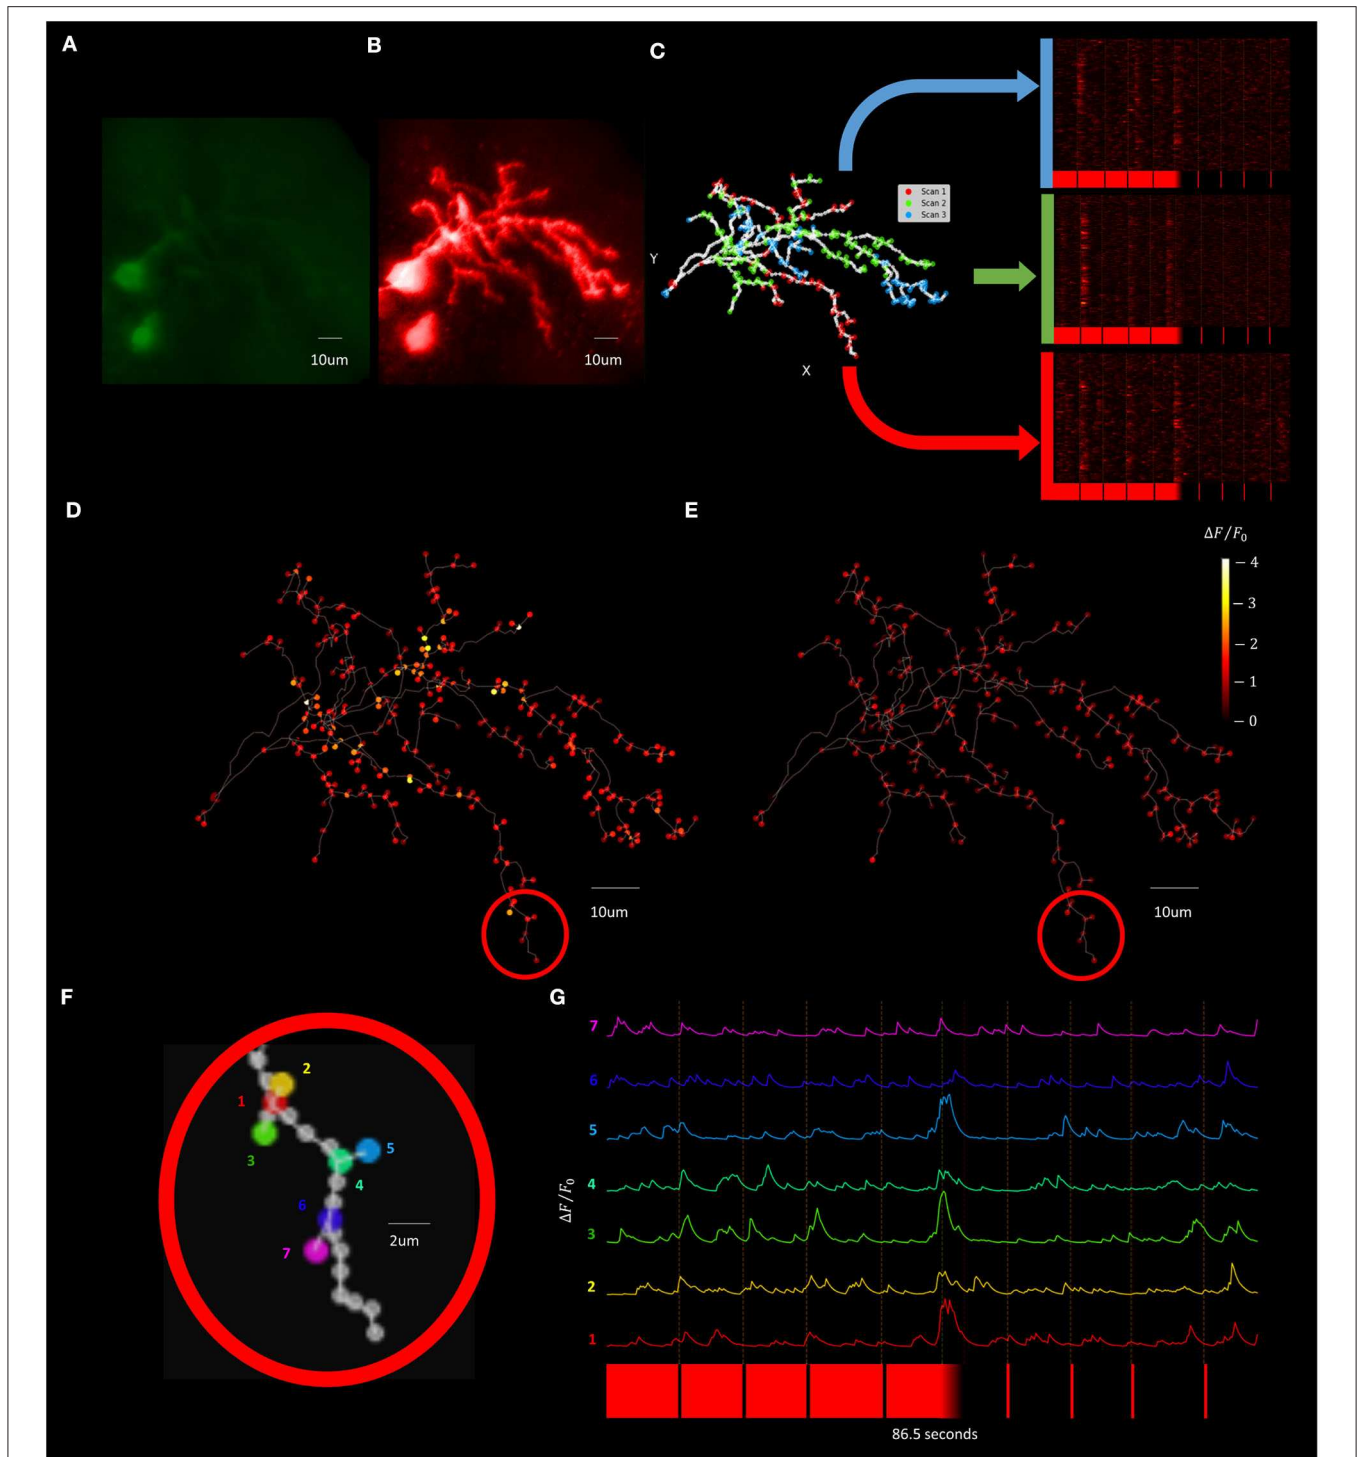 A
B
C
10um
10um
Scan 1
Scan 2
Scan 3
Y
X
D
E
ΔF/F₀
– 4
– 3
– 2
– 1
– 0
10um
10um
F
G
2
1
3
5
4
6
7
2um
7
6
5
4
3
2
1
ΔF/F₀
86.5 seconds